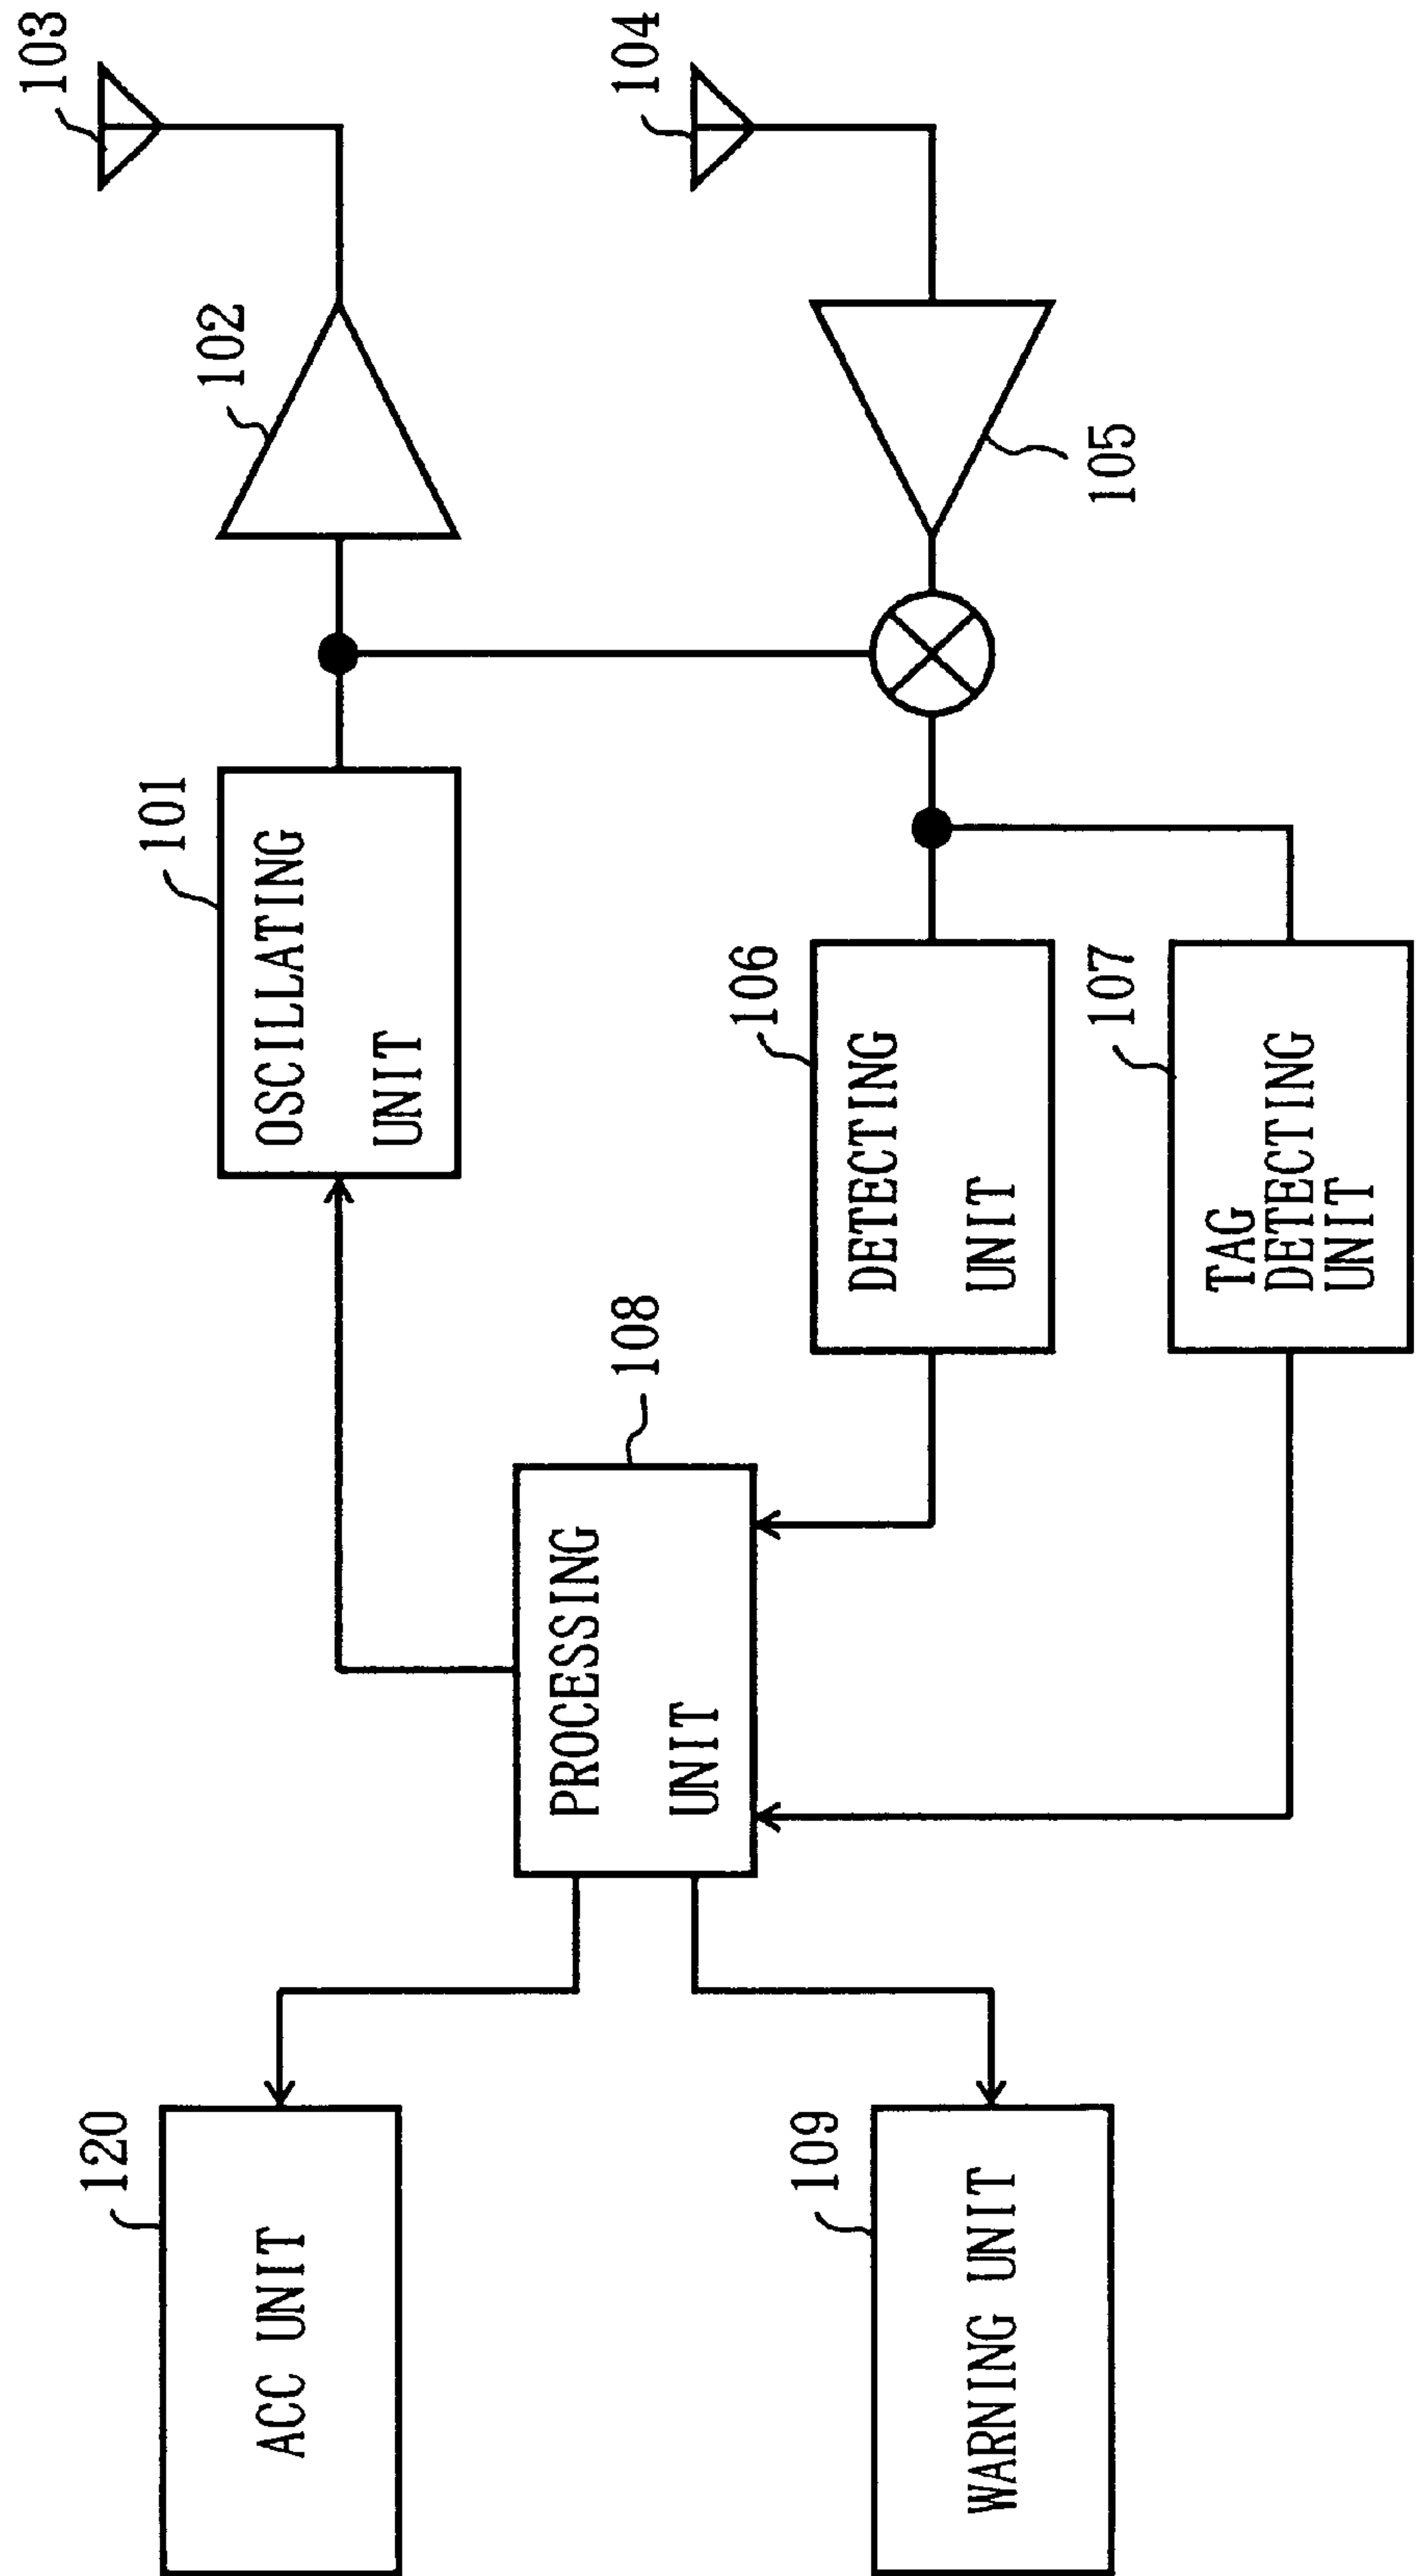 120
ACC UNIT
109
WARNING UNIT
108
PROCESSING
UNIT
101
OSCILLATING
UNIT
106
DETECTING
UNIT
107
TAG
DETECTING
UNIT
102
103
104
105